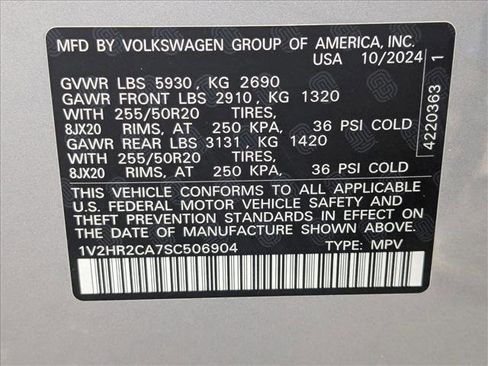 MFD BY VOLKSWAGEN GROUP OF AMERICA, INC.
USA 10/2024
GVWR LBS 5930, KG 2690
GAWR FRONT LBS 2910, KG 1320
WITH 255/50R20 TIRES,
8JX20 RIMS, AT 250 KPA, 36 PSI COLD
GAWR REAR LBS 3131, KG 1420
WITH 255/50R20 TIRES,
8JX20 RIMS, AT 250 KPA, 36 PSI COLD
THIS VEHICLE CONFORMS TO ALL APPLICABLE
U.S. FEDERAL MOTOR VEHICLE SAFETY AND
THEFT PREVENTION STANDARDS IN EFFECT ON
THE DATE OF MANUFACTURE SHOWN ABOVE.
1V2HR2CA7SC506904 TYPE: MPV
4220363 1